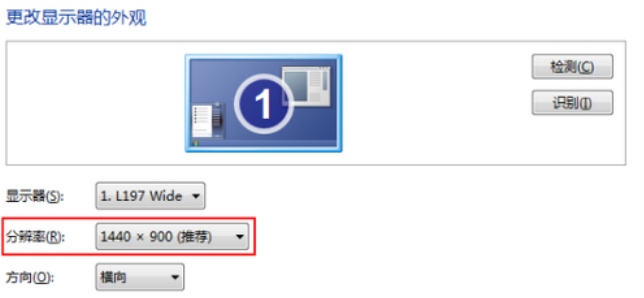 更改显示器的外观
1
检测(C)
识别(I)
显示器(S): 1. L197 Wide
分辨率(R): 1440 × 900 (推荐)
方向(O): 横向